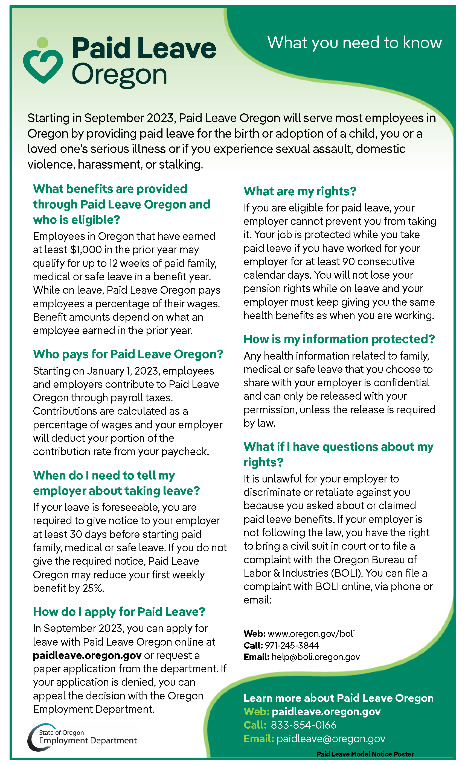 Paid Leave
Oregon
What you need to know
Starting in September 2023, Paid Leave Oregon will serve most employees in
Oregon by providing paid leave for the birth or adoption of a child, you or a
loved one's serious illness or if you experience sexual assault, domestic
violence, harassment, or stalking.
What benefits are provided
through Paid Leave Oregon and
who is eligible?
Employees in Oregon that have earned
at least $1,000 in the prior year may
qualify for up to 12 weeks of paid family,
medical or safe leave in a benefit year.
While on leave, Paid Leave Oregon pays
employees a percentage of their wages.
Benefit amounts depend on what an
employee earned in the prior year.
Who pays for Paid Leave Oregon?
Starting on January 1, 2023, employees
and employers contribute to Paid Leave
Oregon through payroll taxes.
Contributions are calculated as a
percentage of wages and your employer
will deduct your portion of the
contribution rate from your paycheck.
When do I need to tell my
employer about taking leave?
If your leave is foreseeable, you are
required to give notice to your employer
at least 30 days before starting paid
family, medical or safe leave. If you do not
give the required notice, Paid Leave
Oregon may reduce your first weekly
benefit by 25%.
How do I apply for Paid Leave?
In September 2023, you can apply for
leave with Paid Leave Oregon online at
paidleave.oregon.gov or request a
paper application from the department. If
your application is denied, you can
appeal the decision with the Oregon
Employment Department.
State of Oregon
Employment Department
What are my rights?
If you are eligible for paid leave, your
employer cannot prevent you from taking
it. Your job is protected while you take
paid leave if you have worked for your
employer for at least 90 consecutive
calendar days. You will not lose your
pension rights while on leave and your
employer must keep giving you the same
health benefits as when you are working.
How is my information protected?
Any health information related to family,
medical or safe leave that you choose to
share with your employer is confidential
and can only be released with your
permission, unless the release is required
by law.
What if I have questions about my
rights?
It is unlawful for your employer to
discriminate or retaliate against you
because you asked about or claimed
paid leave benefits. If your employer is
not following the law, you have the right
to bring a civil suit in court or to file a
complaint with the Oregon Bureau of
Labor & Industries (BOLI). You can file a
complaint with BOLI online, via phone or
email:
Web: www.oregon.gov/boli
Call: 971-245-3844
Email: help@boli.oregon.gov
Learn more about Paid Leave Oregon
Web: paidleave.oregon.gov
Call: 833-554-0166
Email: paidleave@oregon.gov
Paid Leave Model Notice Poster